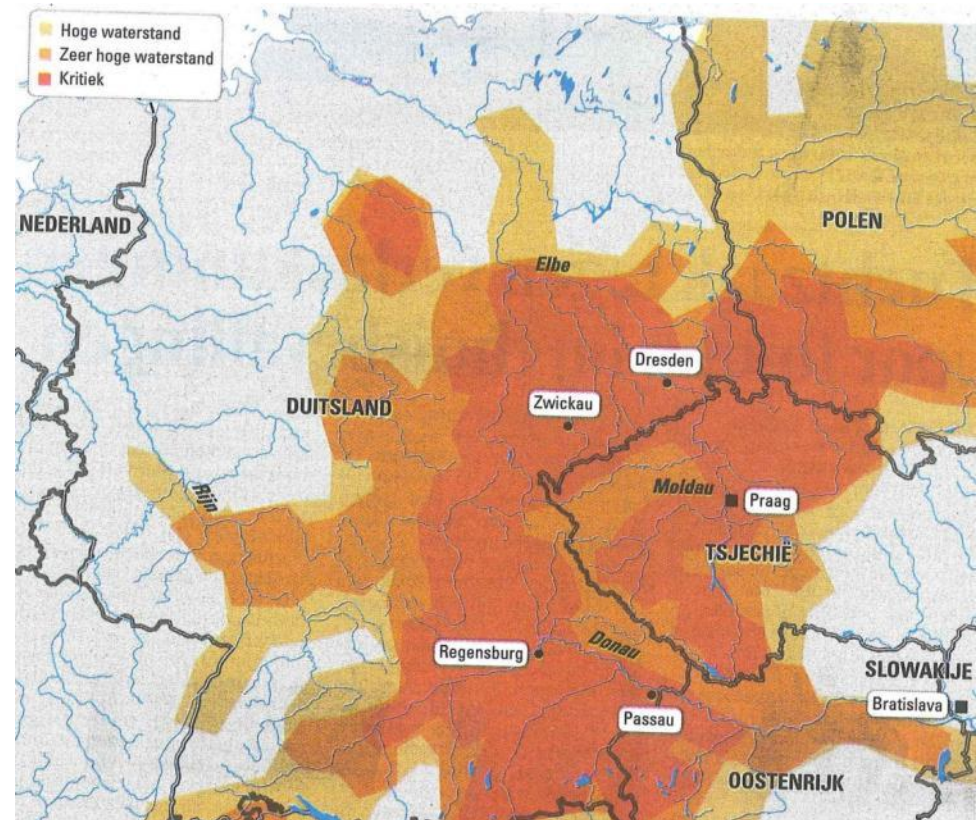 Hoge waterstand
Zeer hoge waterstand
Kritiek
NEDERLAND
POLEN
Elbe
Dresden
Zwickau
DUITSLAND
Rijn
Moldau
Praag
TSJECHIË
Regensburg
Donau
SLOWAKIJE
Passau
Bratislava
OOSTENRIJK